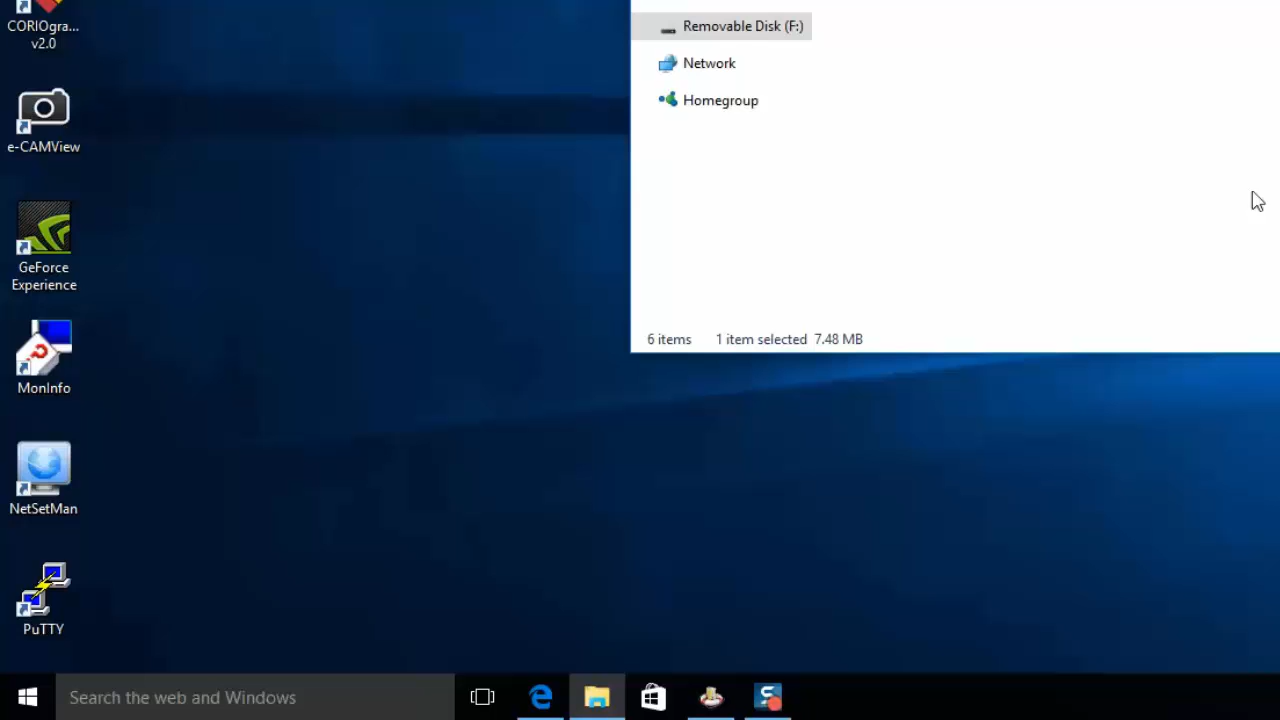 CORIOgra...
v2.0
e-CAMView
GeForce
Experience
MonInfo
NetSetMan
PuTTY
Removable Disk (F:)
Network
Homegroup
6 items 1 item selected 7.48 MB
Search the web and Windows